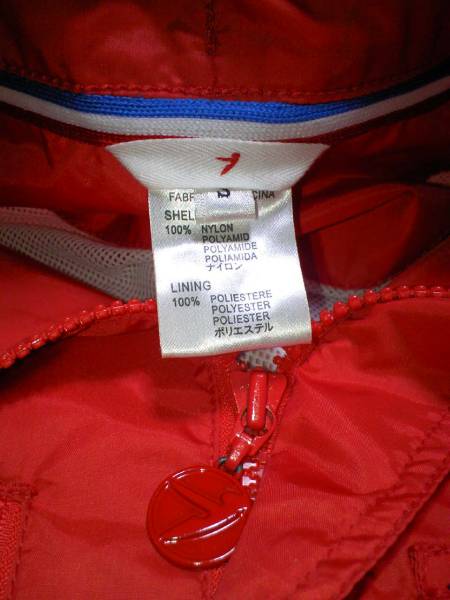 S
SHEL
100% NYLON
POLYAMID
POLYAMIDE
POLIAMIDA
ナイロン
LINING
100% POLIESTERE
POLYESTER
POLIESTER
ポリエステル